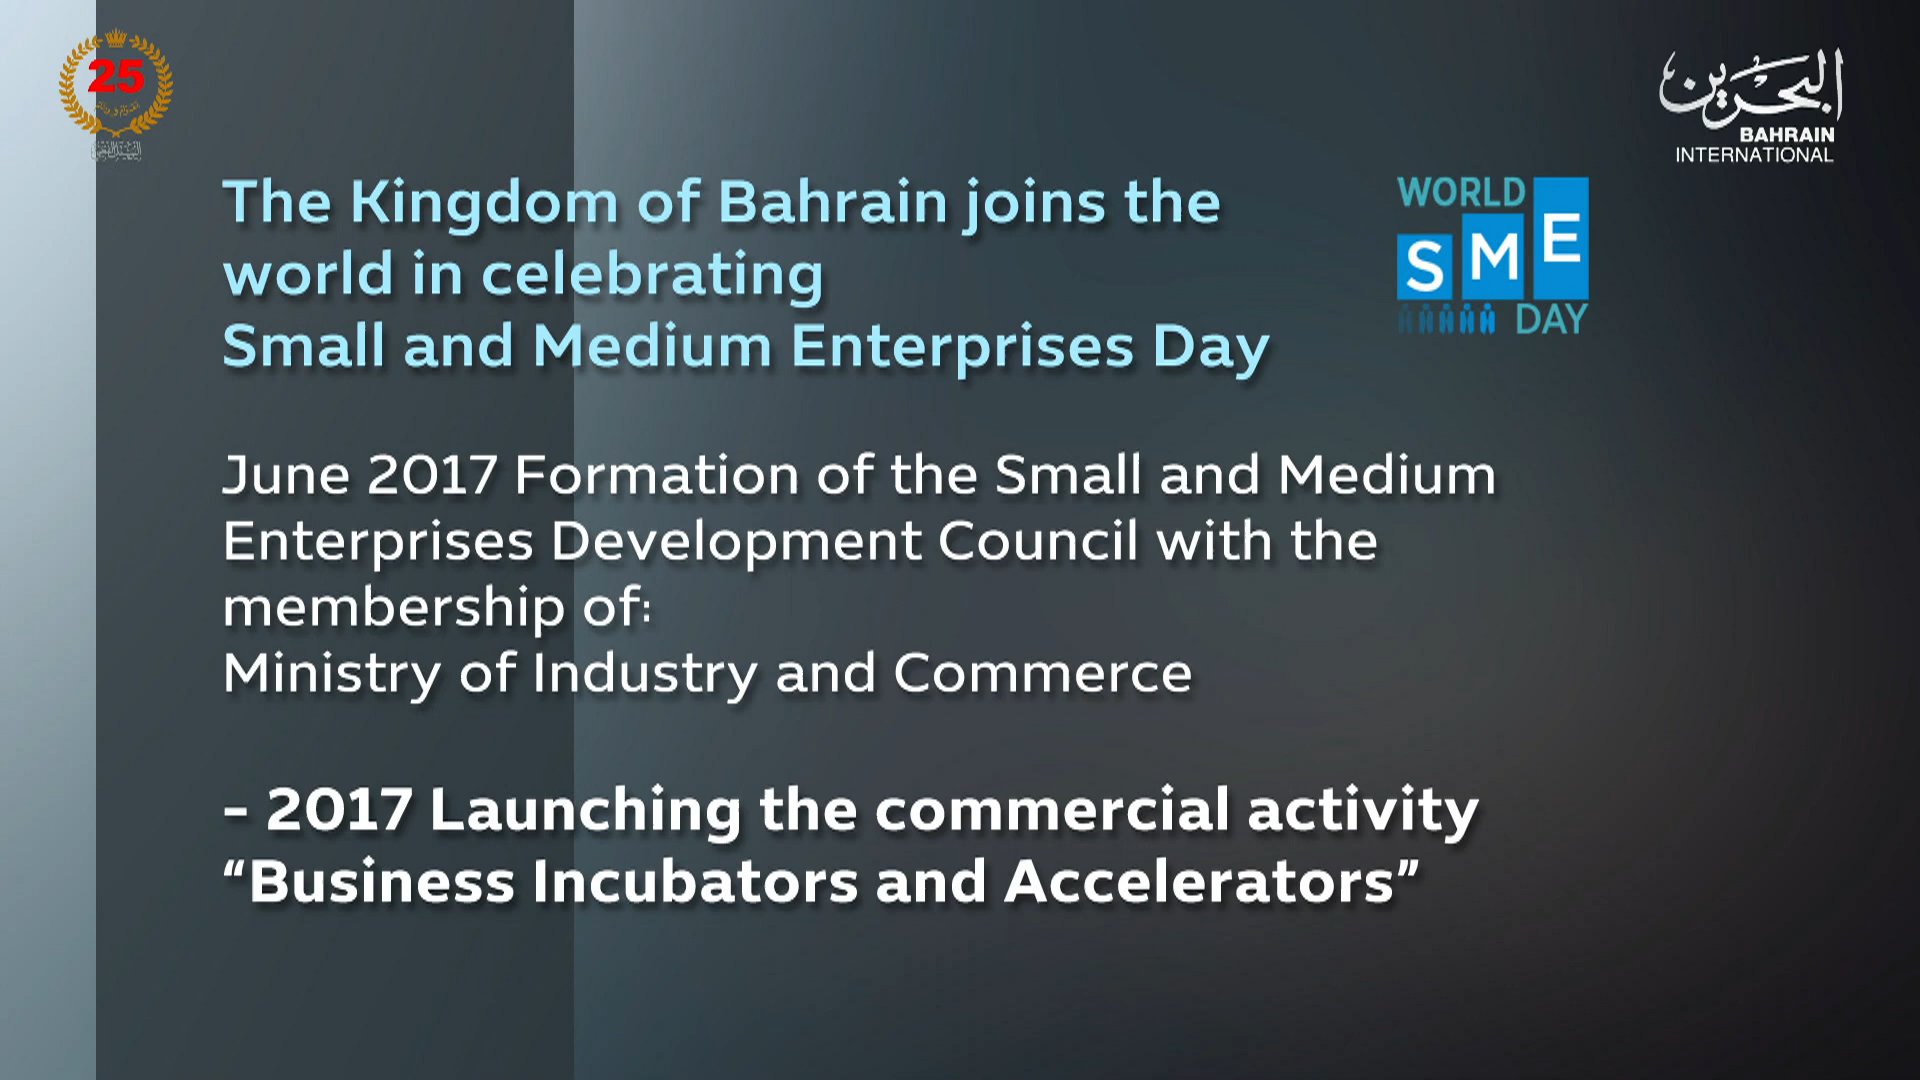 25
البحرين
BAHRAIN
INTERNATIONAL
The Kingdom of Bahrain joins the
world in celebrating
Small and Medium Enterprises Day
WORLD
SME
DAY
June 2017 Formation of the Small and Medium
Enterprises Development Council with the
membership of:
Ministry of Industry and Commerce
- 2017 Launching the commercial activity
“Business Incubators and Accelerators”